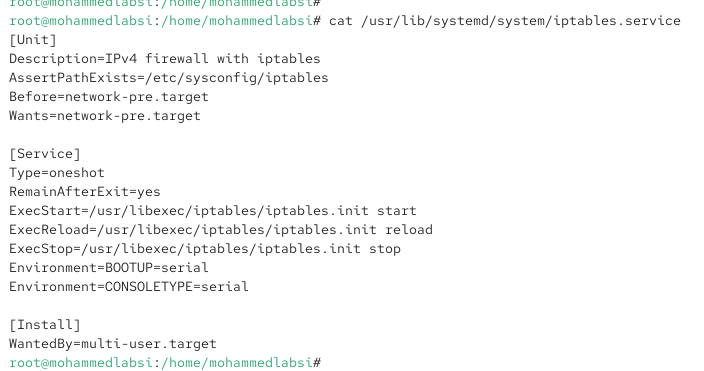 root@mohammedlabsi:/home/mohammedlabsi#
root@mohammedlabsi:/home/mohammedlabsi# cat /usr/lib/systemd/system/iptables.service
[Unit]
Description=IPv4 firewall with iptables
AssertPathExists=/etc/sysconfig/iptables
Before=network-pre.target
Wants=network-pre.target

[Service]
Type=oneshot
RemainAfterExit=yes
ExecStart=/usr/libexec/iptables/iptables.init start
ExecReload=/usr/libexec/iptables/iptables.init reload
ExecStop=/usr/libexec/iptables/iptables.init stop
Environment=BOOTUP=serial
Environment=CONSOLETYPE=serial

[Install]
WantedBy=multi-user.target
root@mohammedlabsi:/home/mohammedlabsi#